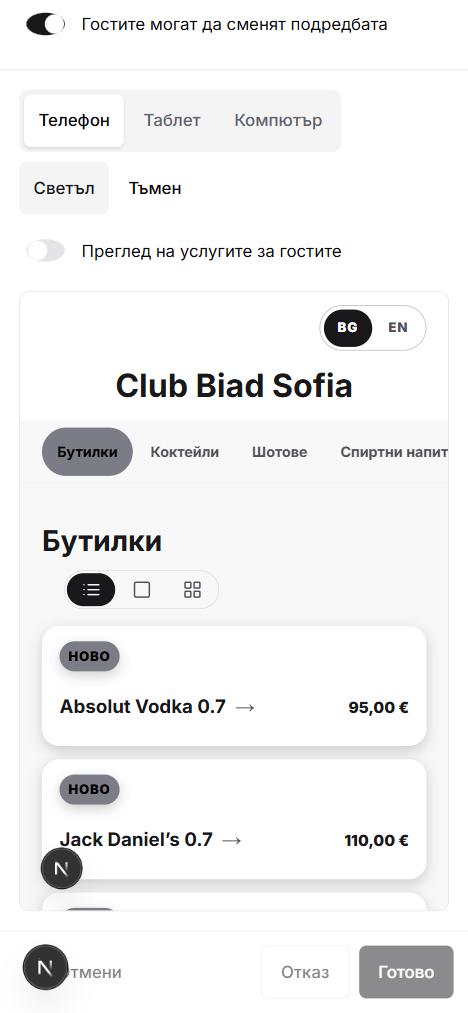 Гостите могат да сменят подредбата
Телефон Таблет Компютър
Светъл Тъмен
Преглед на услугите за гостите
BG EN
Club Biad Sofia
Бутилки Коктейли Шотове Спиртни напит
Бутилки
НОВО
Absolut Vodka 0.7 → 95,00 €
НОВО
Jack Daniel’s 0.7 → 110,00 €
N
N тмени Отказ Готово